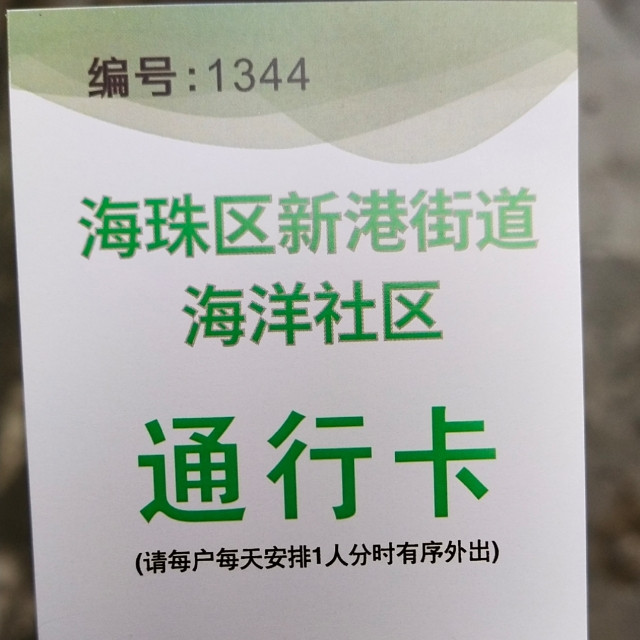 编号:1344
海珠区新港街道
海洋社区
通行卡
(请每户每天安排1人分时有序外出)